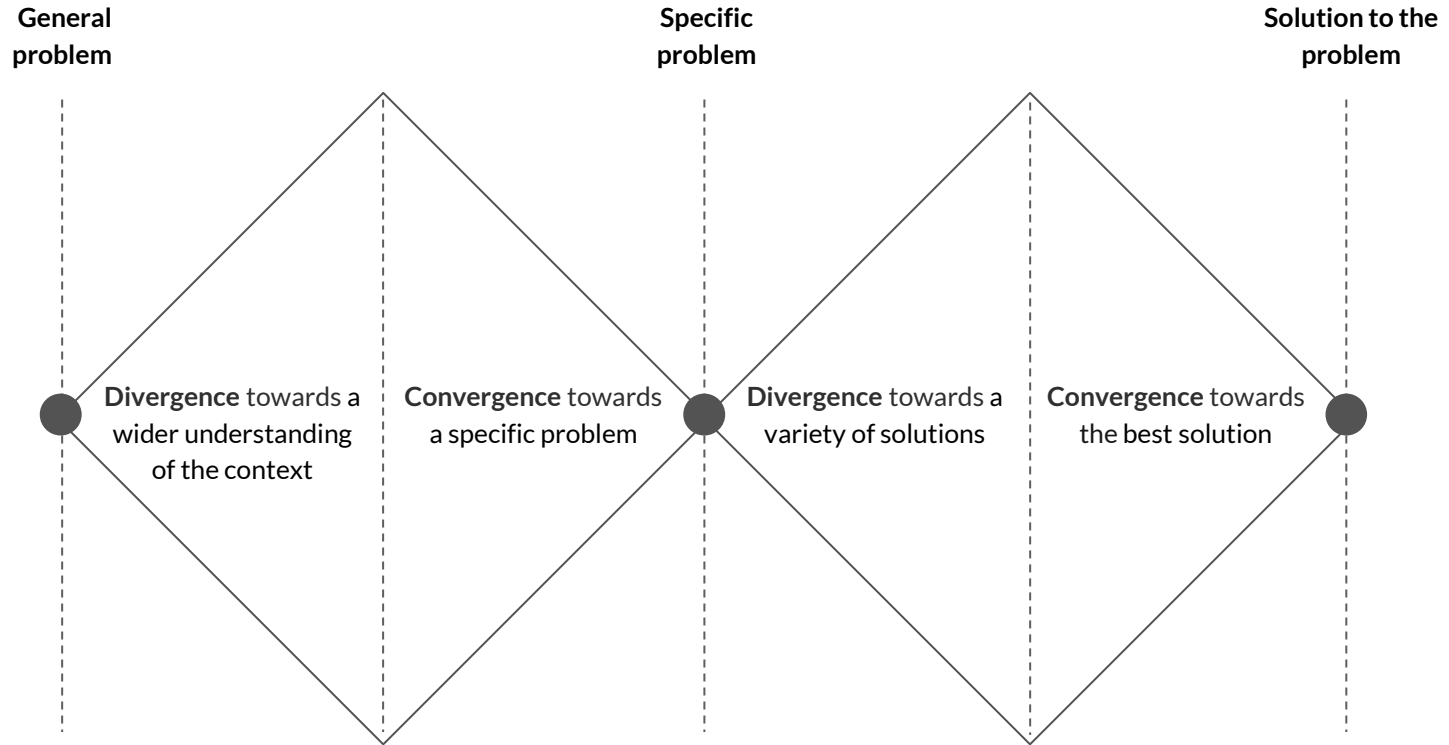 General
problem
Specific
problem
Solution to the
problem
Divergence towards a
wider understanding
of the context
Convergence towards
a specific problem
Divergence towards a
variety of solutions
Convergence towards
the best solution